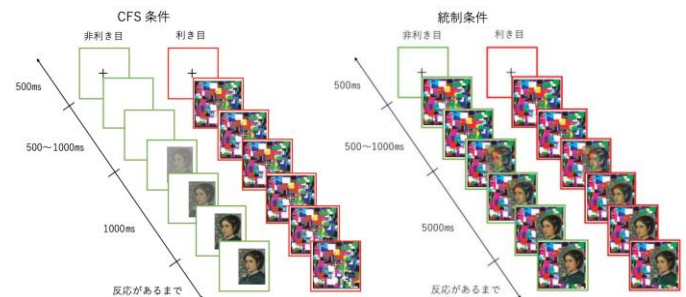 CFS 条件
非利き目
利き目
500ms
500～1000ms
1000ms
反応があるまで
統制条件
非利き目
利き目
500ms
500～1000ms
5000ms
反応があるまで